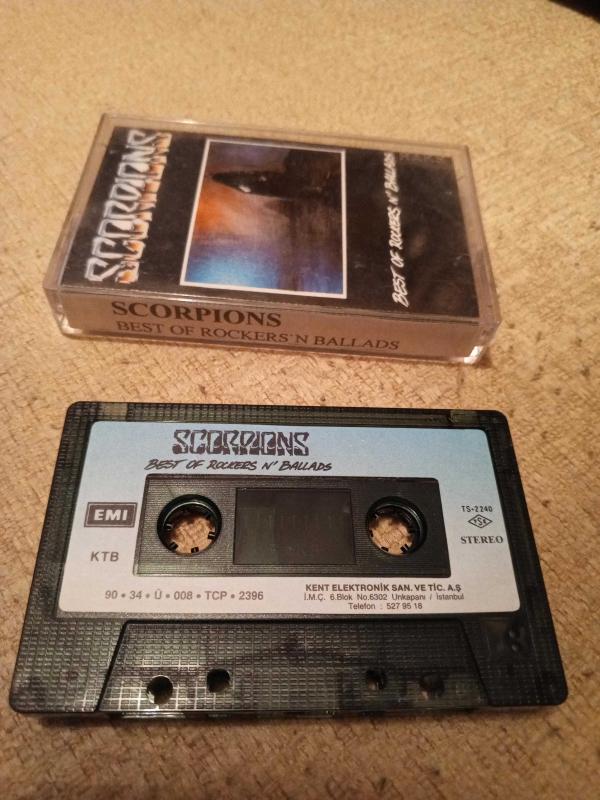 SCORPIONS
BEST OF ROCKERS N' BALLADS
SCORPIONS
BEST OF ROCKERS'N BALLADS
SCORPIONS
BEST OF ROCKERS N' BALLADS
EMI
KTB
TS-2240
TSE
STEREO
90 • 34 • Ü • 008 • TCP • 2396
KENT ELEKTRONİK SAN. VE TİC. A.Ş
İ.M.Ç. 6.Blok No.6302 Unkapanı / İstanbul
Telefon : 527 95 18